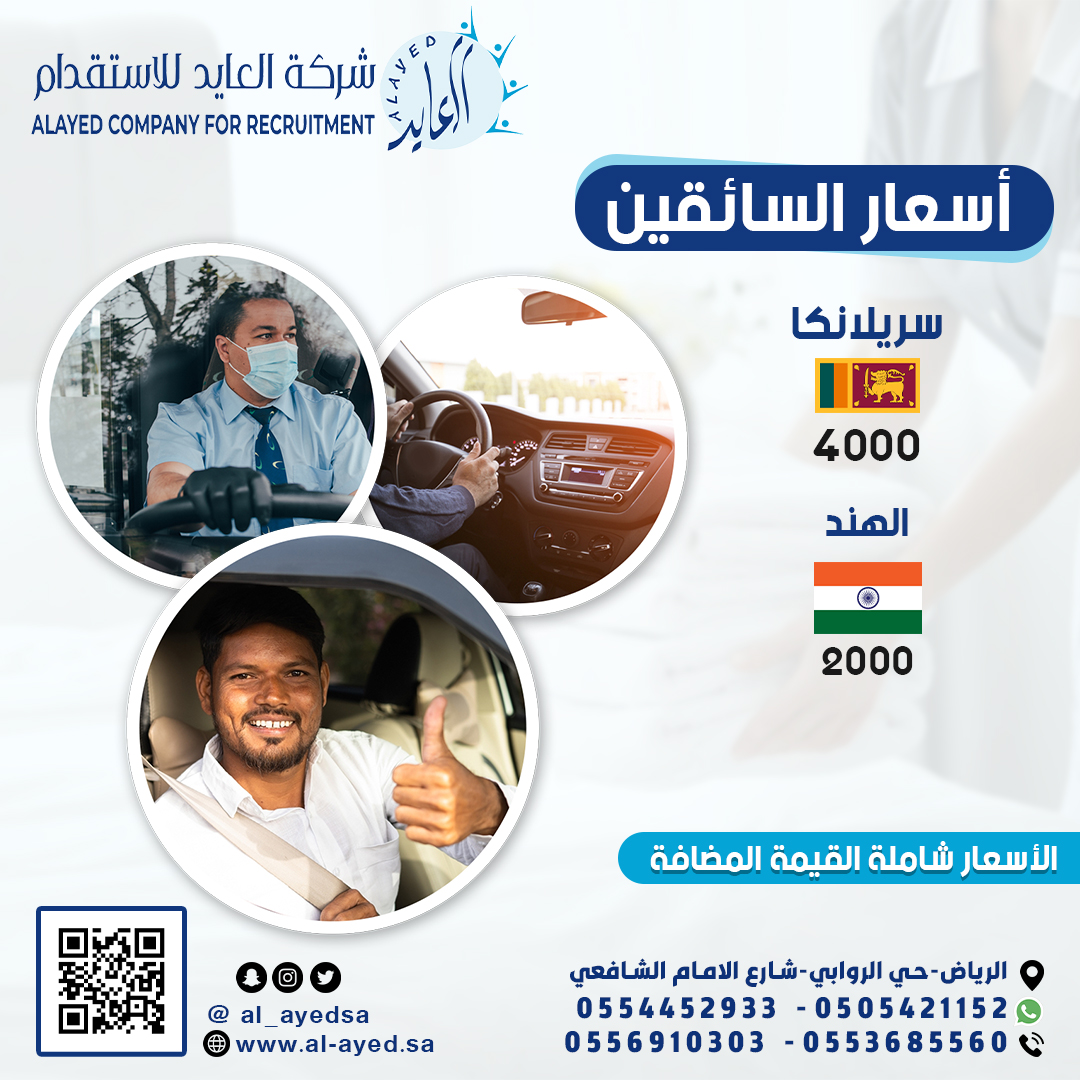 شركة العايد للاستقدام
ALAYED COMPANY FOR RECRUITMENT
ALAYED
العايد
أسعار السائقين
سريلانكا
4000
الهند
2000
الأسعار شاملة القيمة المضافة
الرياض-حي الروابي-شارع الامام الشافعي
0554452933 - 0505421152
0556910303 - 0553685560
@ al_ayedsa
www.al-ayed.sa